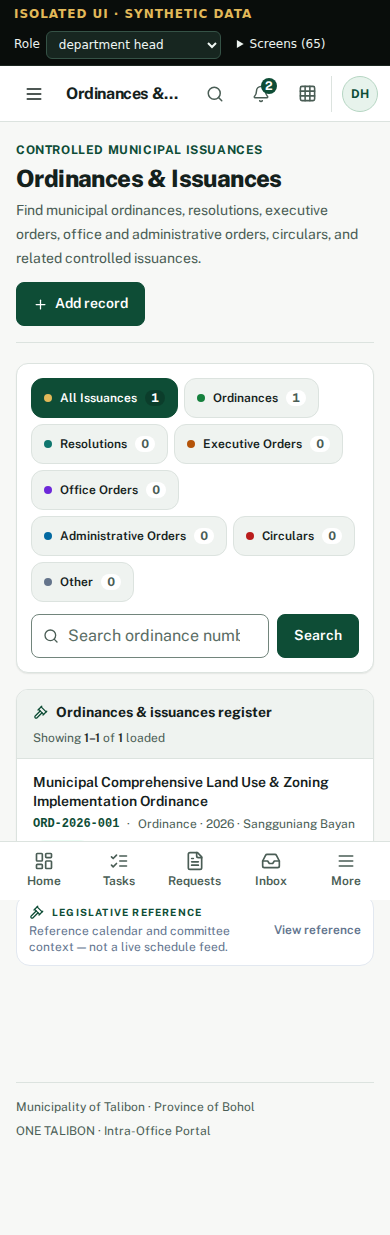 ISOLATED UI · SYNTHETIC DATA
Role department head ▶ Screens (65)
Ordinances &... 2 DH
CONTROLLED MUNICIPAL ISSUANCES
Ordinances & Issuances
Find municipal ordinances, resolutions, executive
orders, office and administrative orders, circulars, and
related controlled issuances.
+ Add record
All Issuances 1 Ordinances 1
Resolutions 0 Executive Orders 0
Office Orders 0
Administrative Orders 0 Circulars 0
Other 0
Search ordinance numb Search
Ordinances & issuances register
Showing 1–1 of 1 loaded
Municipal Comprehensive Land Use & Zoning
Implementation Ordinance
ORD-2026-001 · Ordinance · 2026 · Sangguniang Bayan
Home Tasks Requests Inbox More
LEGISLATIVE REFERENCE
Reference calendar and committee
context — not a live schedule feed.
View reference
Municipality of Talibon · Province of Bohol
ONE TALIBON · Intra-Office Portal